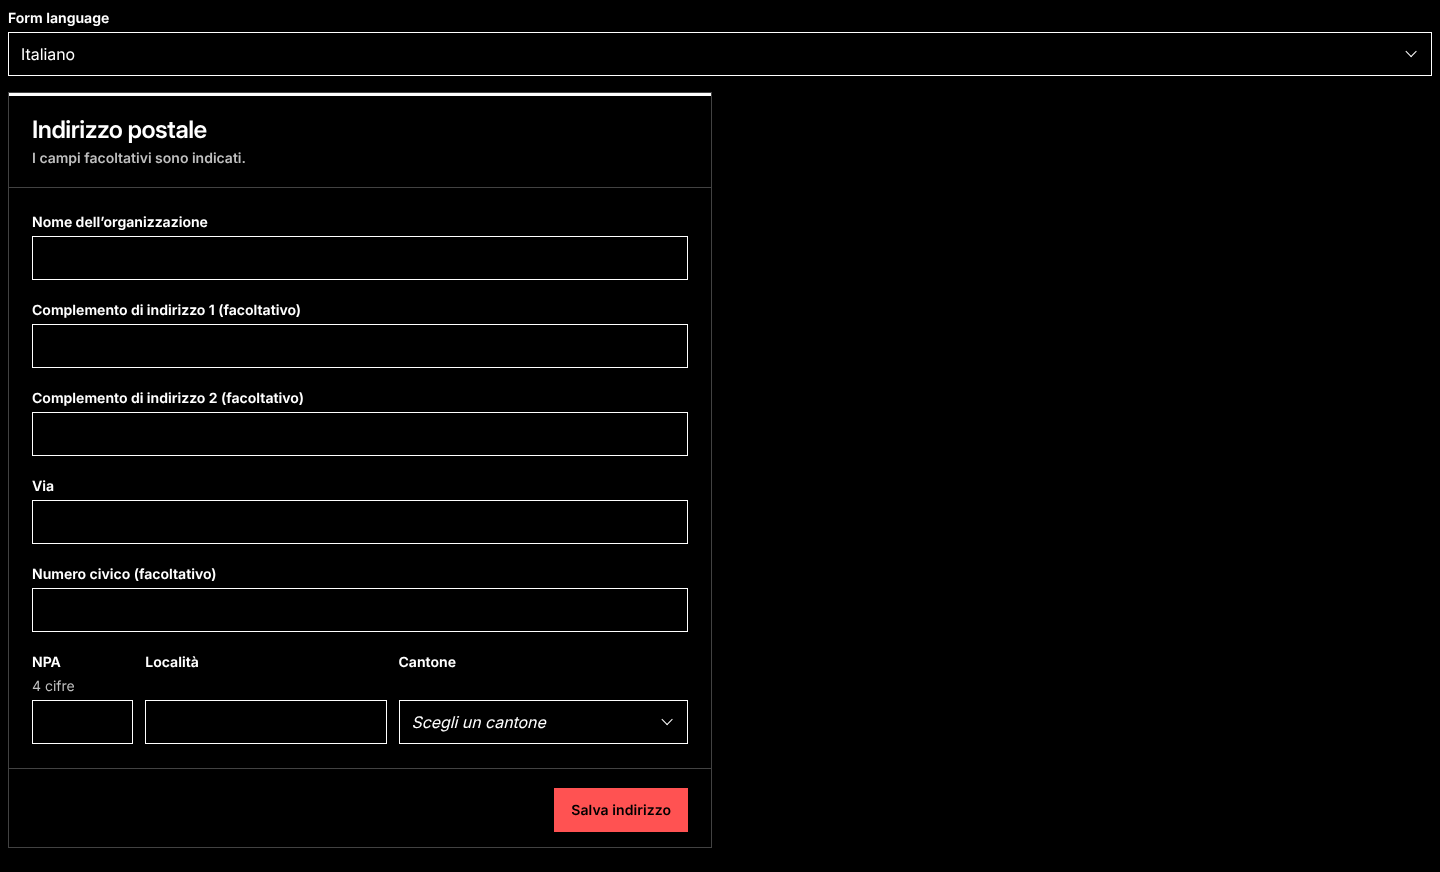 Form language
Italiano
Indirizzo postale
I campi facoltativi sono indicati.
Nome dell’organizzazione
Complemento di indirizzo 1 (facoltativo)
Complemento di indirizzo 2 (facoltativo)
Via
Numero civico (facoltativo)
NPA Località Cantone
4 cifre
Scegli un cantone
Salva indirizzo